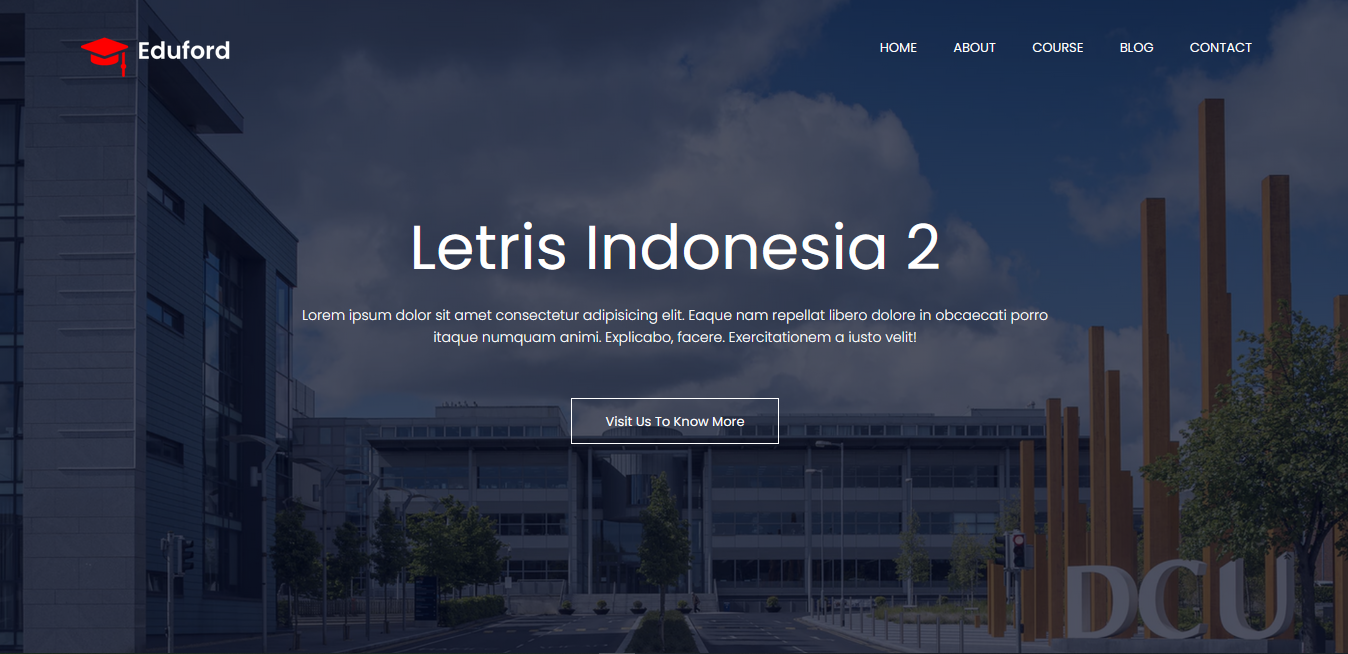 Eduford
HOME
ABOUT
COURSE
BLOG
CONTACT
Letris Indonesia 2
Lorem ipsum dolor sit amet consectetur adipisicing elit. Eaque nam repellat libero dolore in obcaecati porro
itaque numquam animi. Explicabo, facere. Exercitationem a iusto velit!
Visit Us To Know More
DCU